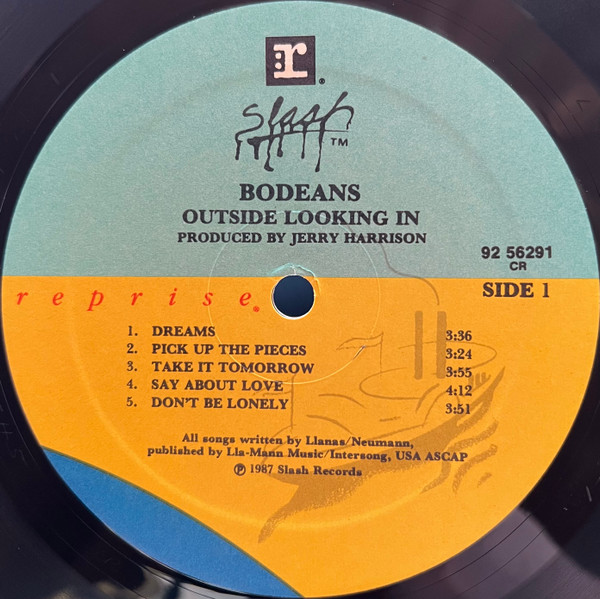 r®
Slash™
BODEANS
OUTSIDE LOOKING IN
PRODUCED BY JERRY HARRISON
92 56291
CR
reprise®
SIDE 1
1. DREAMS 3:36
2. PICK UP THE PIECES 3:24
3. TAKE IT TOMORROW 3:55
4. SAY ABOUT LOVE 4:12
5. DON'T BE LONELY 3:51
All songs written by Llanas/Neumann,
published by Lla-Mann Music/Intersong, USA ASCAP
℗ 1987 Slash Records